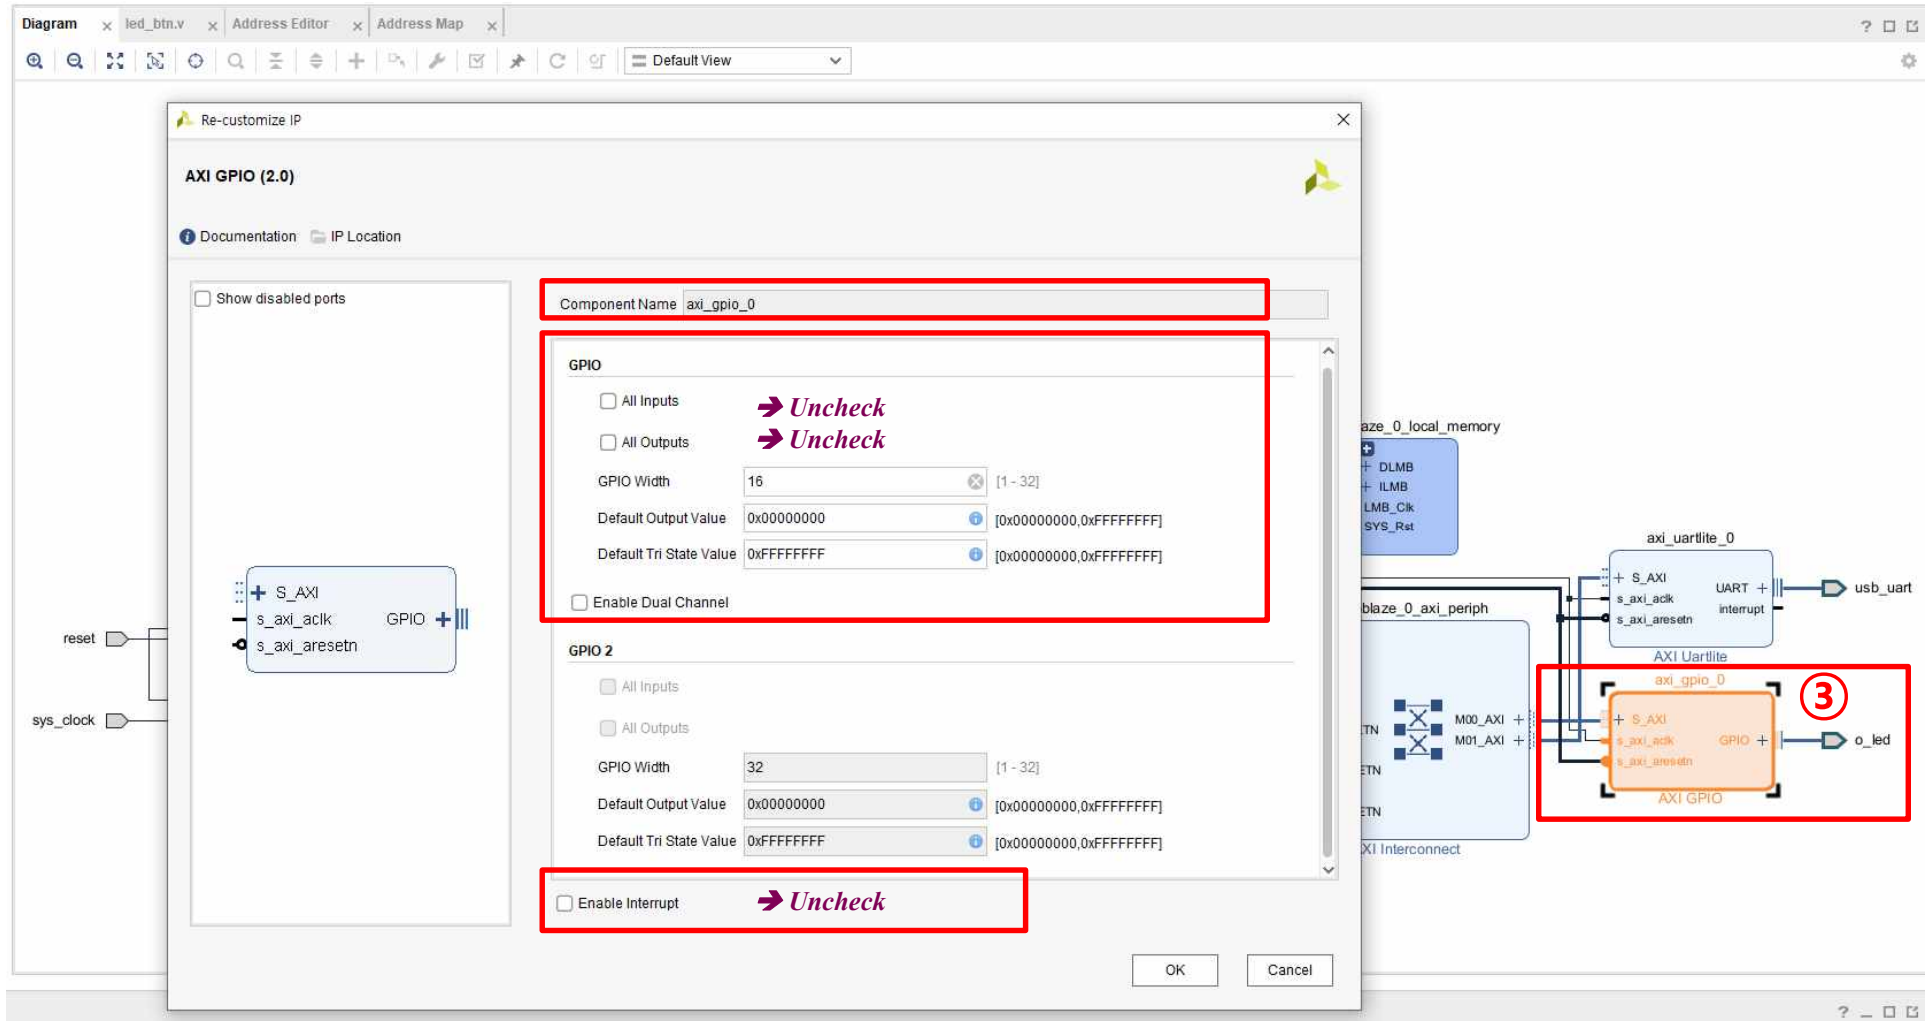 Diagram
led_btn.v
Address Editor
Address Map
Default View
Re-customize IP
AXI GPIO (2.0)
Documentation
IP Location
Show disabled ports
S_AXI
s_axi_aclk
GPIO
s_axi_aresetn
reset
sys_clock
Component Name axi_gpio_0
GPIO
All Inputs ➔ Uncheck
All Outputs ➔ Uncheck
GPIO Width 16 [1 - 32]
Default Output Value 0x00000000 [0x00000000,0xFFFFFFFF]
Default Tri State Value 0xFFFFFFFF [0x00000000,0xFFFFFFFF]
Enable Dual Channel
GPIO 2
All Inputs
All Outputs
GPIO Width 32 [1 - 32]
Default Output Value 0x00000000 [0x00000000,0xFFFFFFFF]
Default Tri State Value 0xFFFFFFFF [0x00000000,0xFFFFFFFF]
Enable Interrupt ➔ Uncheck
OK
Cancel
aze_0_local_memory
DLMB
ILMB
LMB_Clk
SYS_Rst
axi_uartlite_0
S_AXI
s_axi_aclk
s_axi_aresetn
UART
interrupt
AXI Uartlite
usb_uart
blaze_0_axi_periph
M00_AXI
M01_AXI
TN
ETN
ETN
XI Interconnect
axi_gpio_0
S_AXI
s_axi_aclk
s_axi_aresetn
GPIO
AXI GPIO
o_led
③